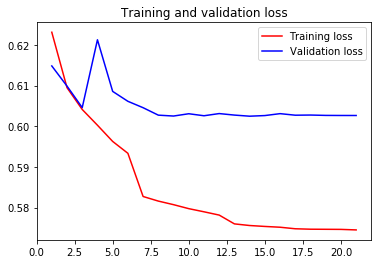 Training and validation loss
Training loss
Validation loss
0.62
0.61
0.60
0.59
0.58
0.0 2.5 5.0 7.5 10.0 12.5 15.0 17.5 20.0